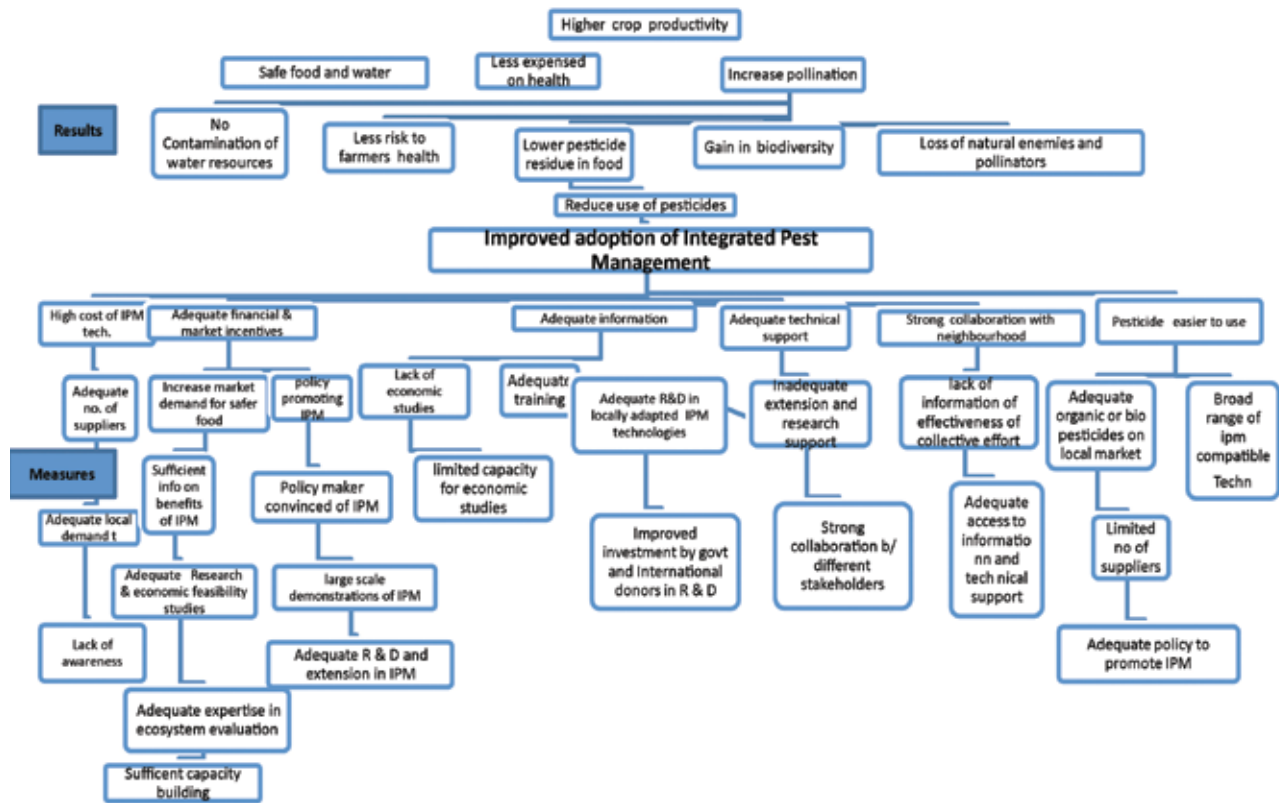 Higher crop productivity
Safe food and water
Less expensed
on health
Increase pollination
Results
No
Contamination of
water resources
Less risk to
farmers health
Lower pesticide
residue in food
Gain in biodiversity
Loss of natural enemies and
pollinators
Reduce use of pesticides
Improved adoption of Integrated Pest
Management
High cost of IPM
tech.
Adequate financial &
market incentives
Adequate information
Adequate technical
support
Strong collaboration with
neighbourhood
Pesticide easier to use
Adequate
no. of
suppliers
Increase market
demand for safer
food
policy
promoting
IPM
Lack of
economic
studies
Adequate
training
Adequate R&D in
locally adapted IPM
technologies
Inadequate
extension and
research
support
lack of
information of
effectiveness of
collective effort
Adequate
organic or bio
pesticides on
local market
Broad
range of
ipm
compatible
Techn
Measures
Adequate local
demand t
Sufficient
info on
benefits
of IPM
Policy maker
convinced of IPM
limited capacity
for economic
studies
Improved
investment by govt
and International
donors in R & D
Strong
collaboration b/
different
stakeholders
Adequate
access to
informatio
nn and
tech nical
support
Limited
no of
suppliers
Adequate Research
& economic feasibility
studies
large scale
demonstrations of IPM
Lack of
awareness
Adequate R & D and
extension in IPM
Adequate policy to
promote IPM
Adequate expertise in
ecosystem evaluation
Sufficent capacity
building